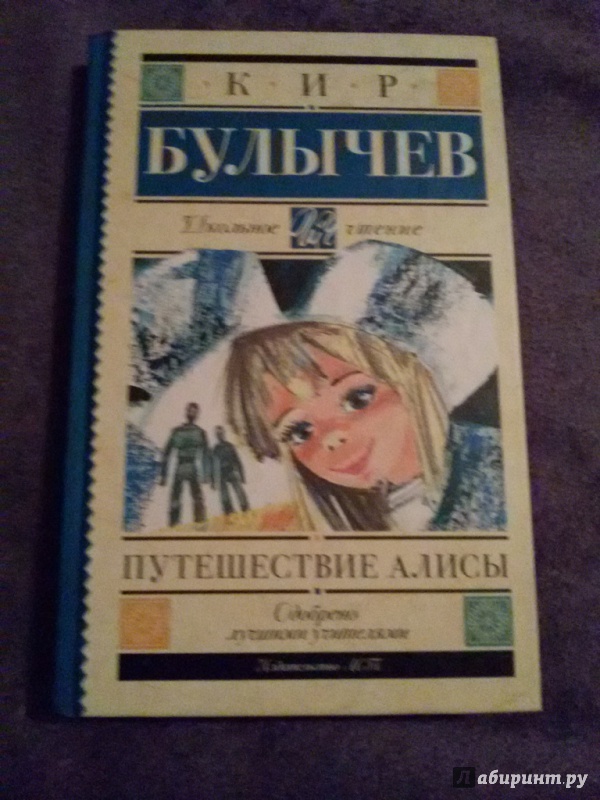 · К · И · Р ·
БУЛЫЧЕВ
Школьное чтение
ПУТЕШЕСТВИЕ АЛИСЫ
Одобрено
лучшими учителями
Издательство АСТ
Лабиринт.ру